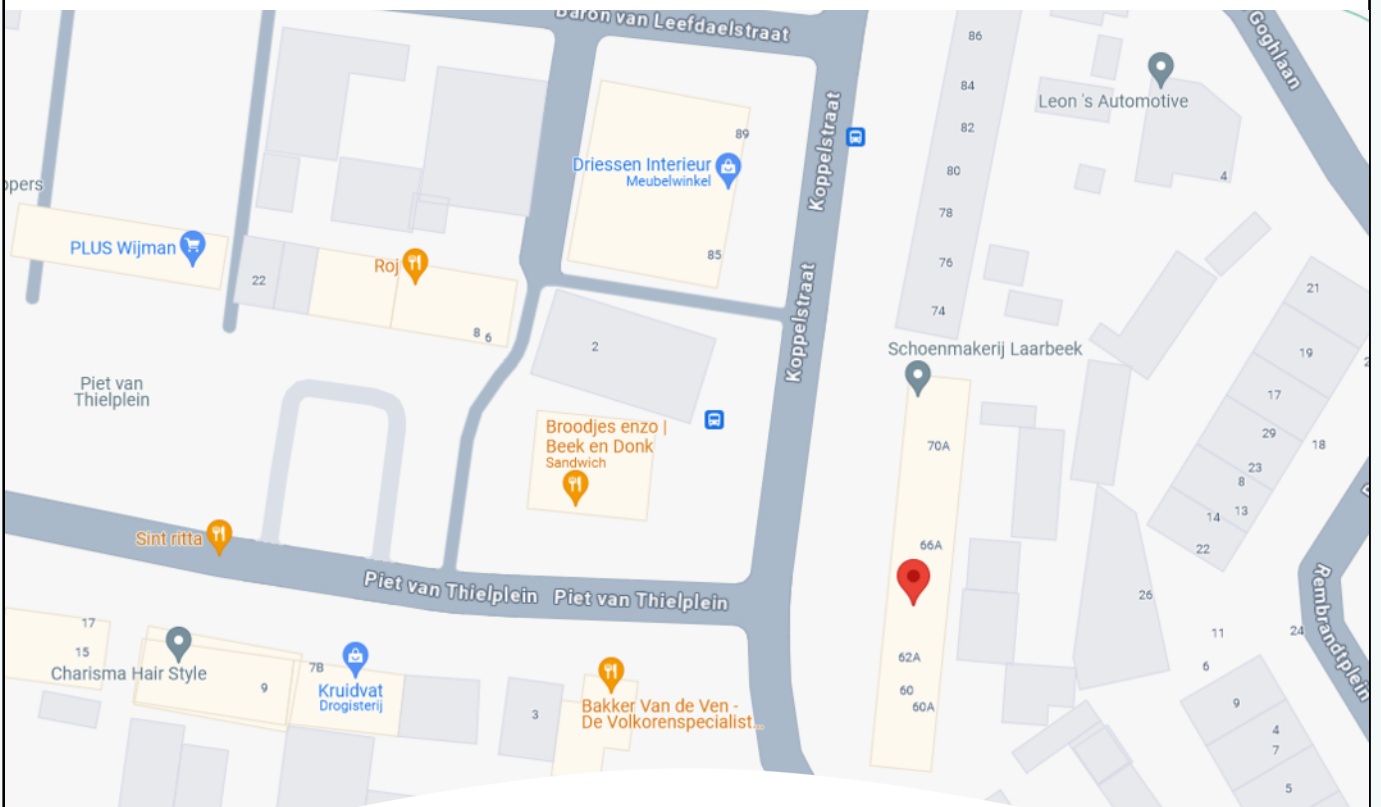 Baron van Leefdaelstraat
Goghlaan
86
Leon 's Automotive
84
Koppelstraat
89
82
Driessen Interieur
Meubelwinkel
80
4
ppers
78
PLUS Wijman
85
76
Roj
22
21
74
Koppelstraat
8
6
2
19
Schoenmakerij Laarbeek
Piet van
Thielplein
17
Broodjes enzo |
Beek en Donk
Sandwich
70A
29
18
23
8
13
14
Sint ritta
66A
22
Piet van Thielplein
Piet van Thielplein
26
Rembrandtplein
17
15
11
24
Charisma Hair Style
7B
62A
6
9
Kruidvat
Drogisterij
60
60A
3
Bakker Van de Ven -
De Volkorenspecialist...
9
4
7
5